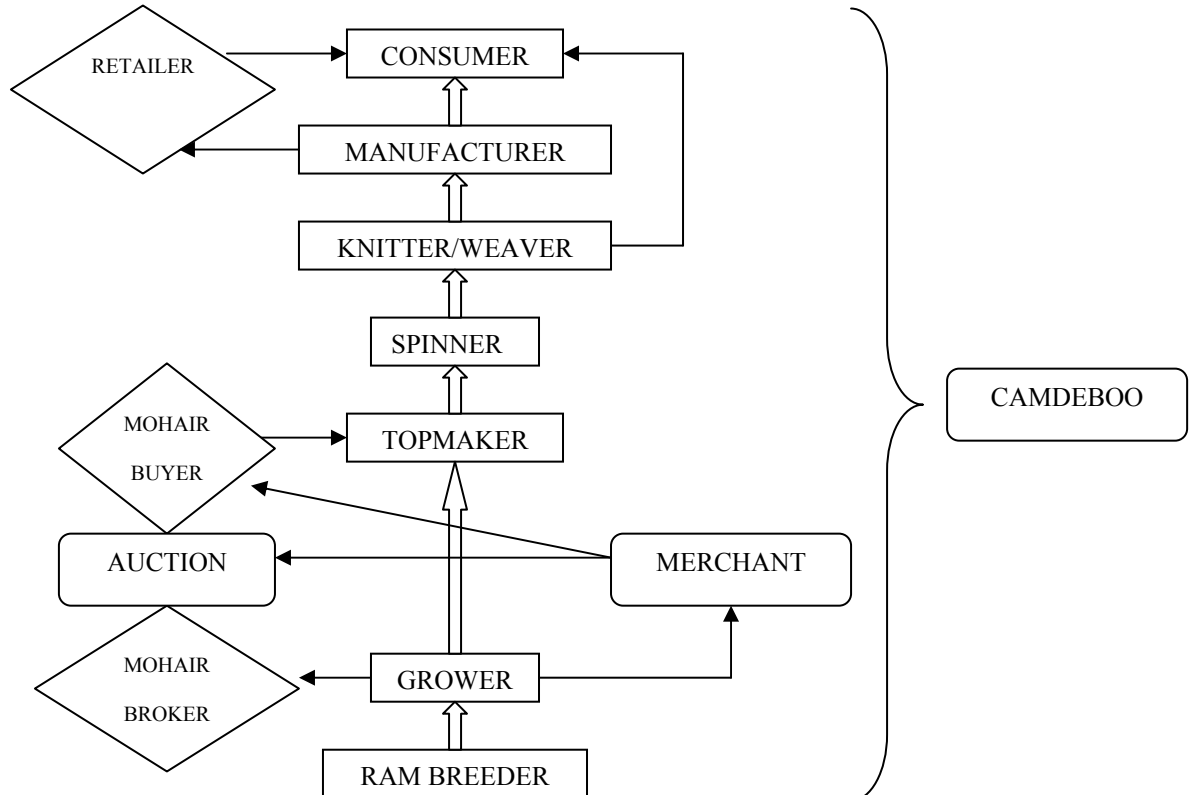 RETAILER
CONSUMER
MANUFACTURER
KNITTER/WEAVER
SPINNER
CAMDEBOO
MOHAIR
BUYER
TOPMAKER
AUCTION
MERCHANT
MOHAIR
BROKER
GROWER
RAM BREEDER